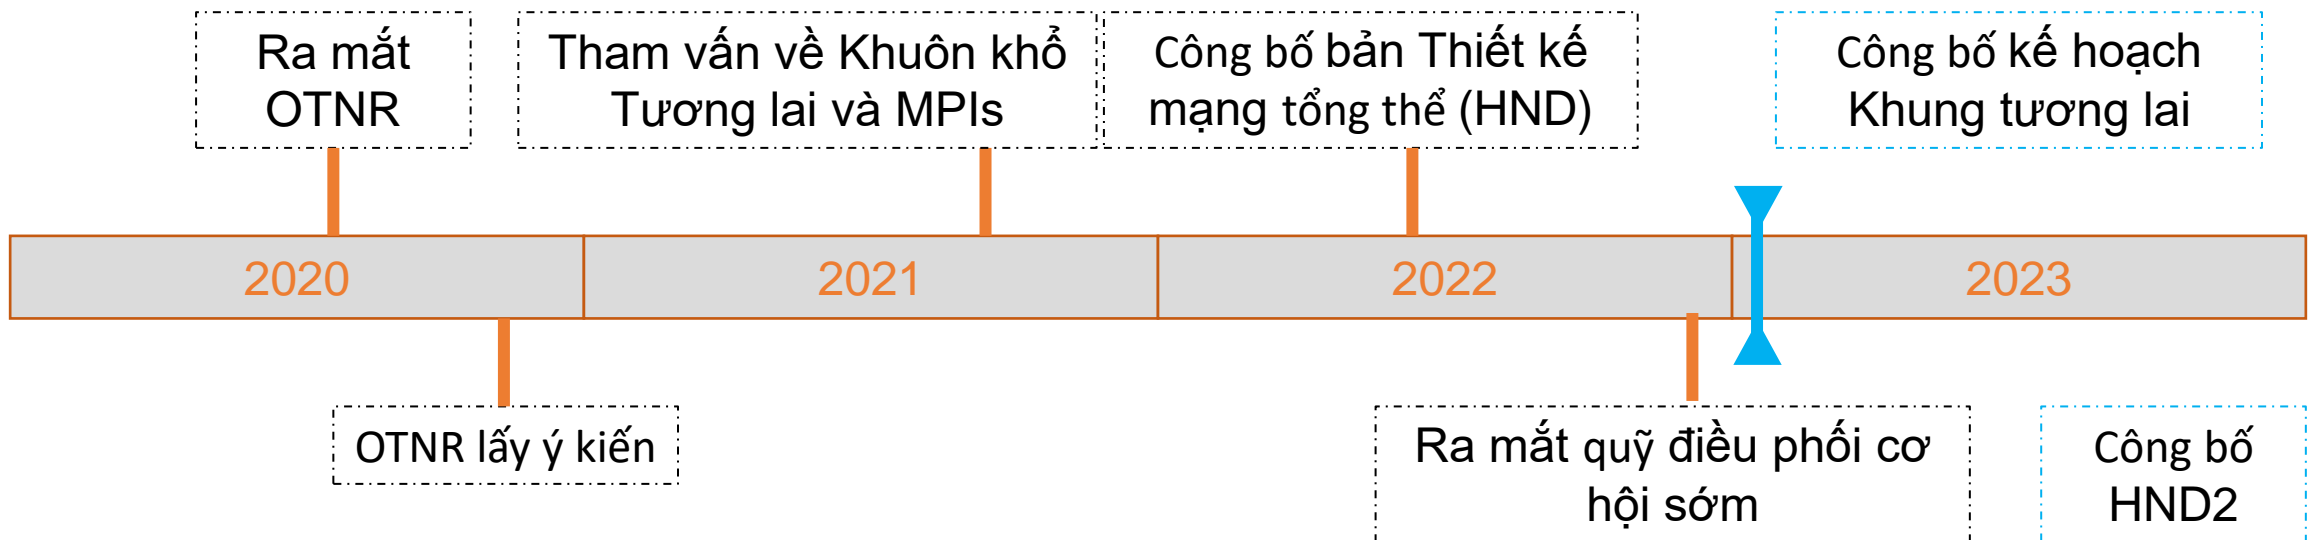 Ra mắt
OTNR
Tham vấn về Khuôn khổ
Tương lai và MPIs
Công bố bản Thiết kế
mạng tổng thể (HND)
Công bố kế hoạch
Khung tương lai
2020
2021
2022
2023
OTNR lấy ý kiến
Ra mắt quỹ điều phối cơ
hội sớm
Công bố
HND2